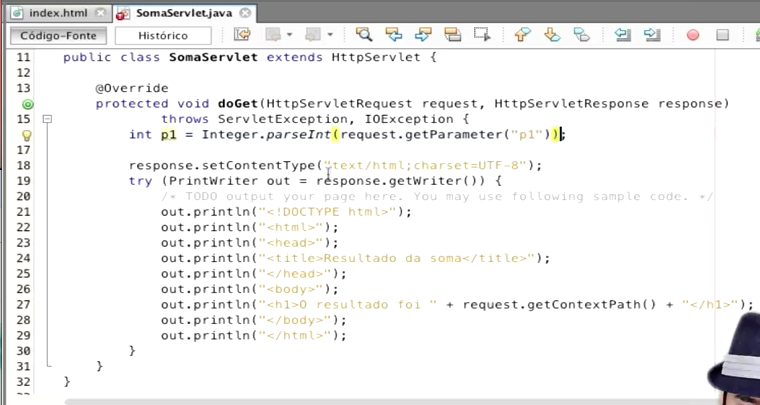 index.html SomaServlet.java
Código-Fonte Histórico
11 public class SomaServlet extends HttpServlet {
12
13 @Override
protected void doGet(HttpServletRequest request, HttpServletResponse response)
15 throws ServletException, IOException {
int p1 = Integer.parseInt(request.getParameter("p1"));
17
18 response.setContentType("text/html;charset=UTF-8");
19 try (PrintWriter out = response.getWriter()) {
20 /* TODO output your page here. You may use following sample code. */
21 out.println("<!DOCTYPE html>");
22 out.println("<html>");
23 out.println("<head>");
24 out.println("<title>Resultado da soma</title>");
25 out.println("</head>");
26 out.println("<body>");
27 out.println("<h1>O resultado foi " + request.getContextPath() + "</h1>");
28 out.println("</body>");
29 out.println("</html>");
30 }
31 }
32 }